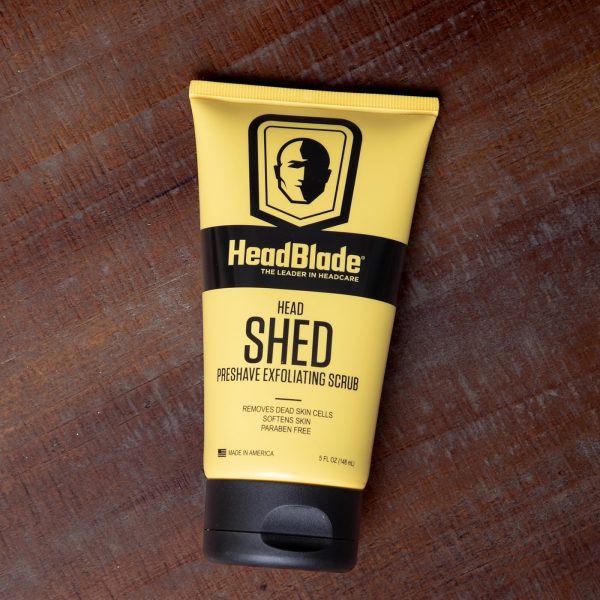 HeadBlade®
THE LEADER IN HEADCARE
HEAD
SHED
PRESHAVE EXFOLIATING SCRUB
REMOVES DEAD SKIN CELLS
SOFTENS SKIN
PARABEN FREE
MADE IN AMERICA 5 FL OZ (148 mL)